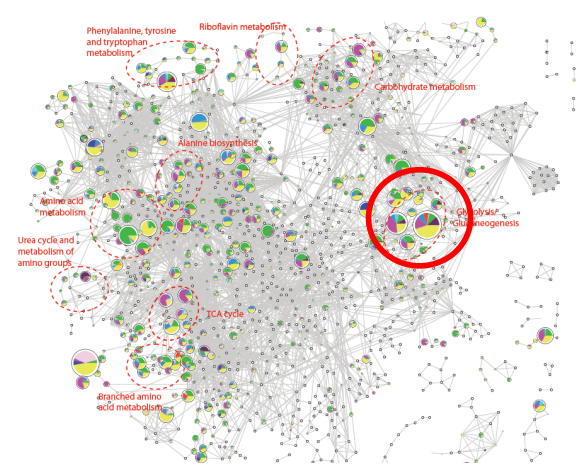 Phenylalanine, tyrosine
and tryptophan
metabolism
Riboflavin metabolism
Carbohydrate metabolism
Alanine biosynthesis
Amino acid
metabolism
Glycolysis/
Gluconeogenesis
Urea cycle and
metabolism of
amino groups
TCA cycle
Branched amino
acid metabolism